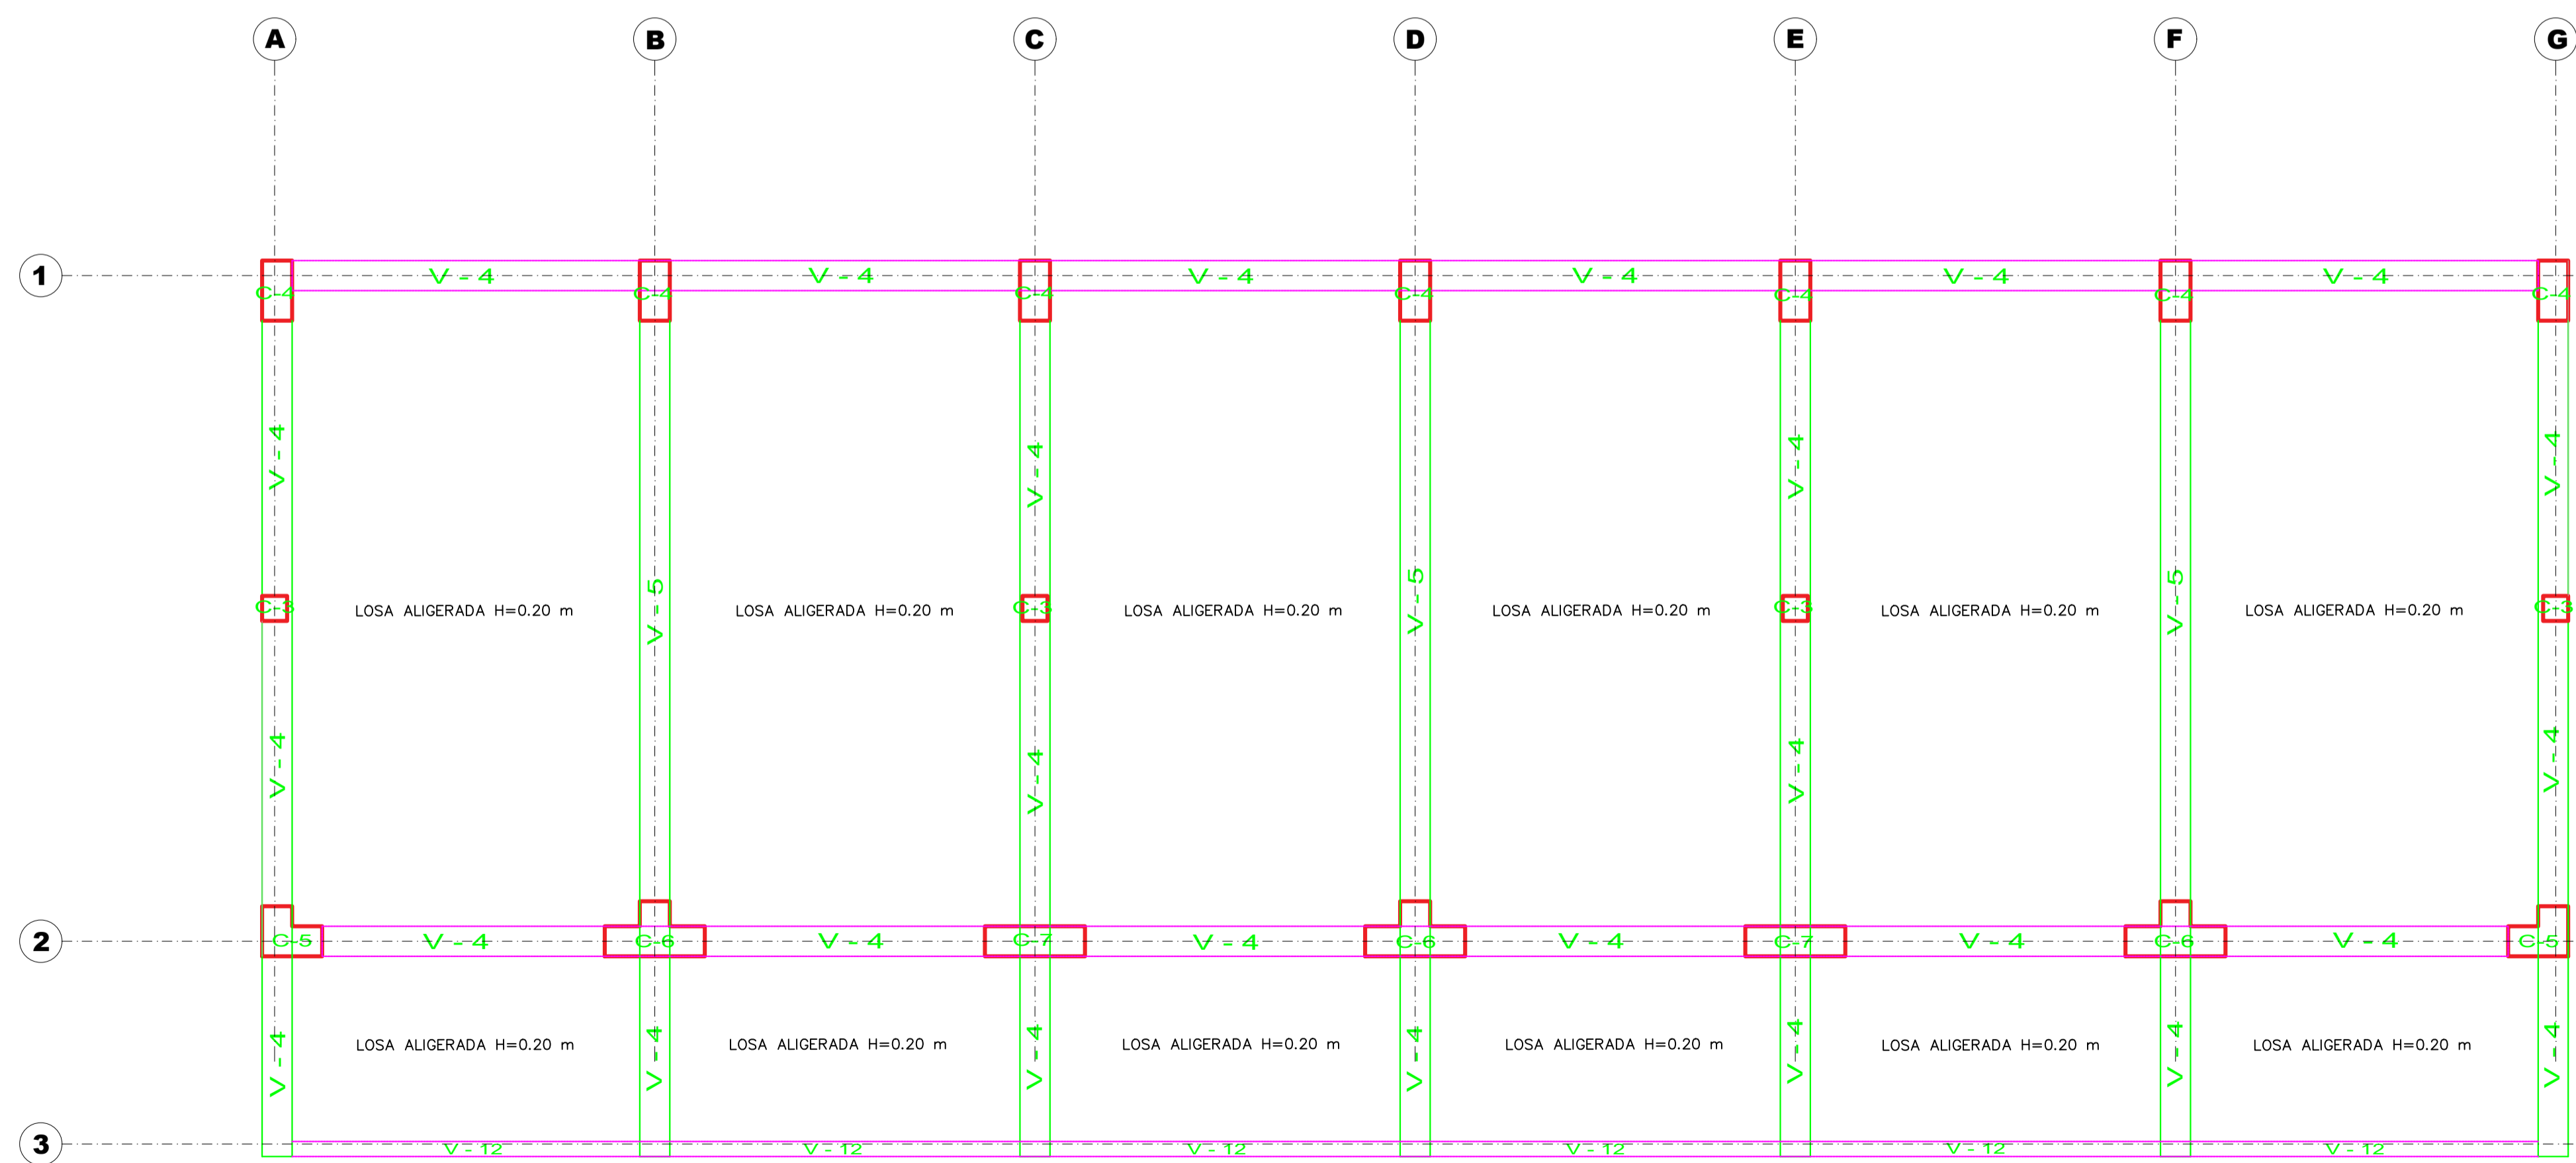 A B C D E F G
1 V - 4 V - 4 V - 4 V - 4 V - 4 V - 4
C-4 C-4 C-4 C-4 C-4 C-4 C-4
V - 4 V - 4 V - 4 V - 4
C-3 C-3 C-3 C-3
V - 5 V - 5 V - 5
LOSA ALIGERADA H=0.20 m LOSA ALIGERADA H=0.20 m LOSA ALIGERADA H=0.20 m LOSA ALIGERADA H=0.20 m LOSA ALIGERADA H=0.20 m LOSA ALIGERADA H=0.20 m
V - 4 V - 4 V - 4 V - 4
2 C-5 V - 4 C-6 V - 4 C-7 V - 4 C-6 V - 4 C-7 V - 4 C-6 V - 4 C-5
LOSA ALIGERADA H=0.20 m LOSA ALIGERADA H=0.20 m LOSA ALIGERADA H=0.20 m LOSA ALIGERADA H=0.20 m LOSA ALIGERADA H=0.20 m LOSA ALIGERADA H=0.20 m
V - 4 V - 4 V - 4 V - 4 V - 4 V - 4 V - 4
3 V - 12 V - 12 V - 12 V - 12 V - 12 V - 12